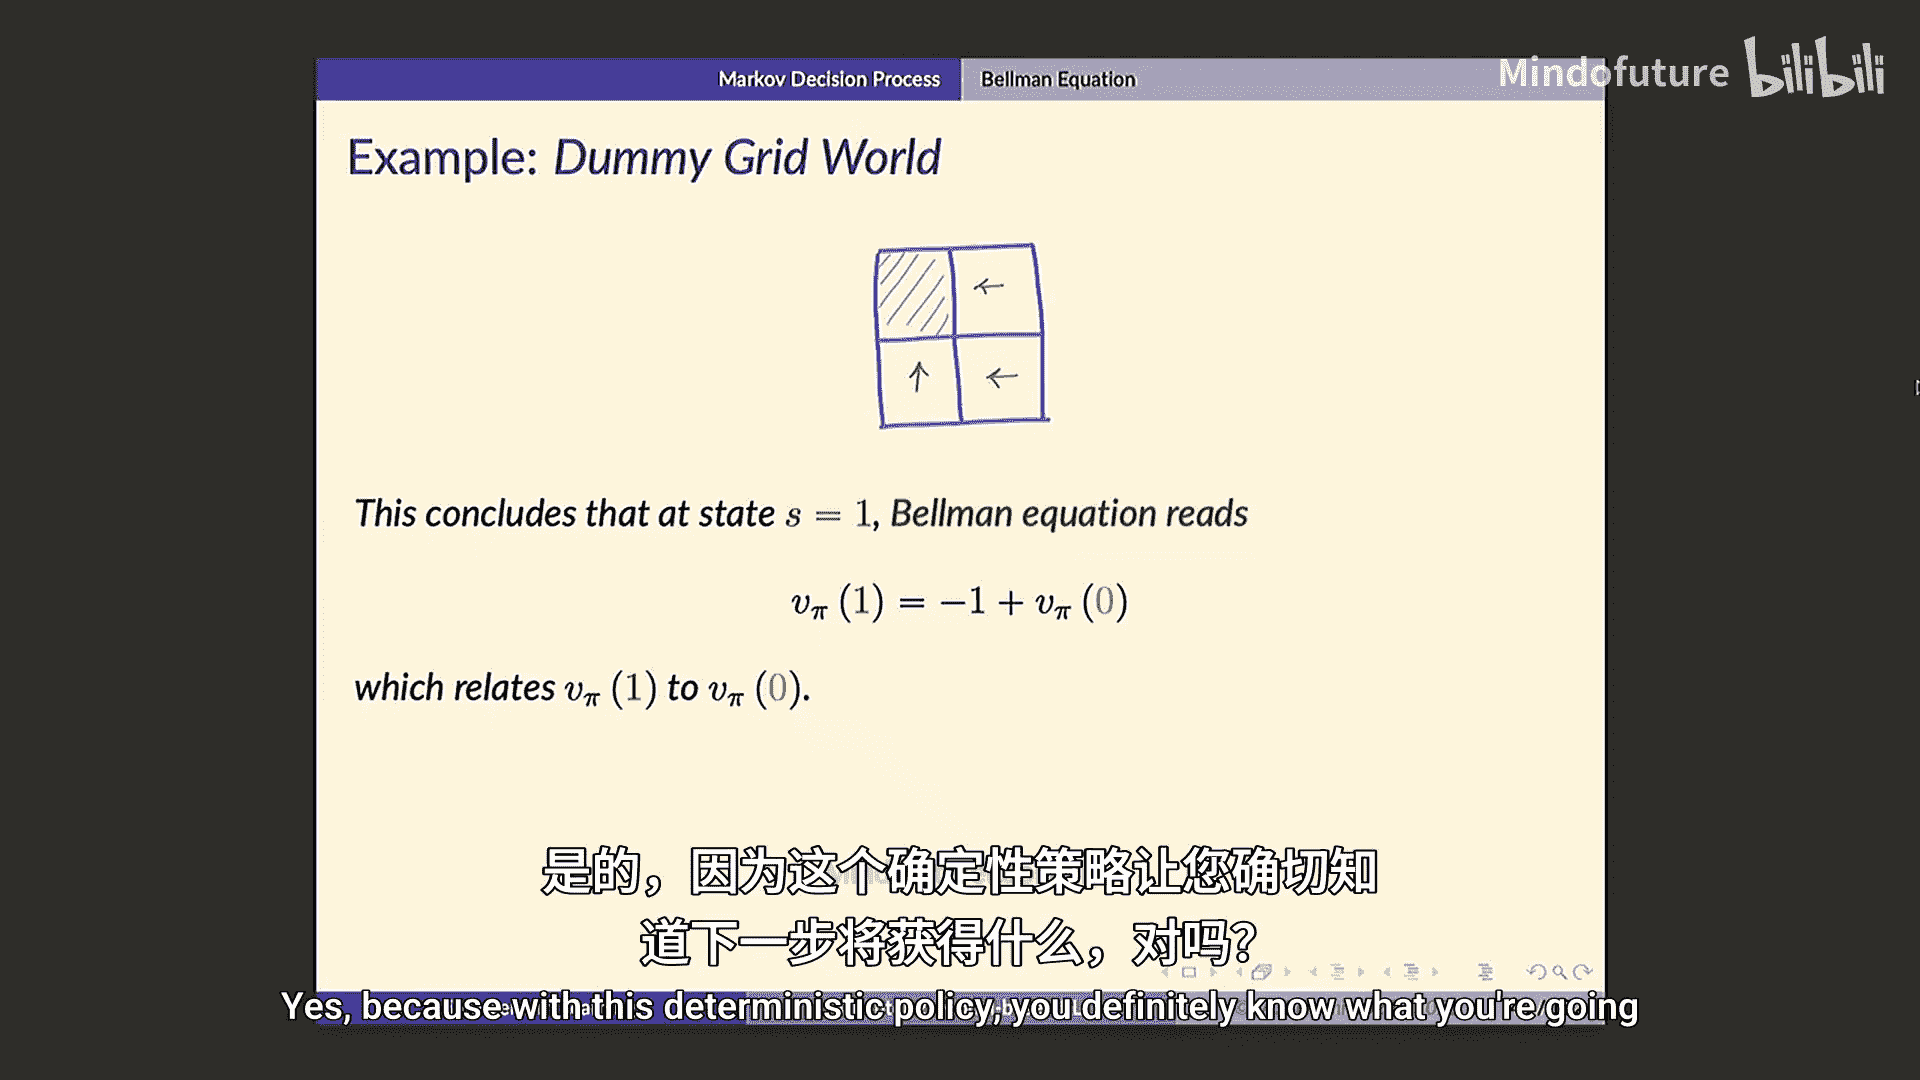 Markov Decision Process Bellman Equation
Mindofuture bilibili
Example: Dummy Grid World
This concludes that at state s = 1, Bellman equation reads
vπ (1) = −1 + vπ (0)
which relates vπ (1) to vπ (0).
是的，因为这个确定性策略让您确切知
道下一步将获得什么，对吗？
Yes, because with this deterministic policy, you definitely know what you're going